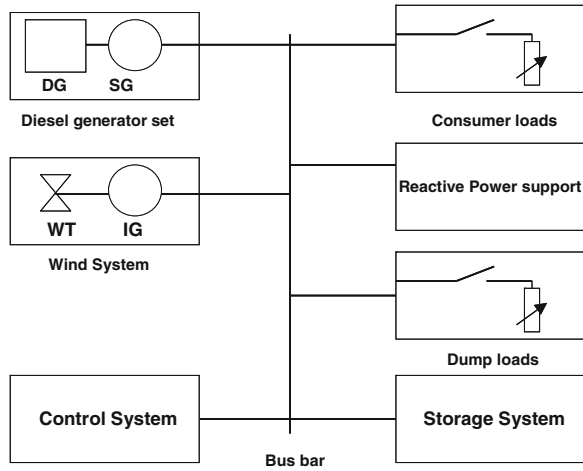 DG SG
Diesel generator set
Consumer loads
Reactive Power support
WT IG
Wind System
Dump loads
Control System
Storage System
Bus bar